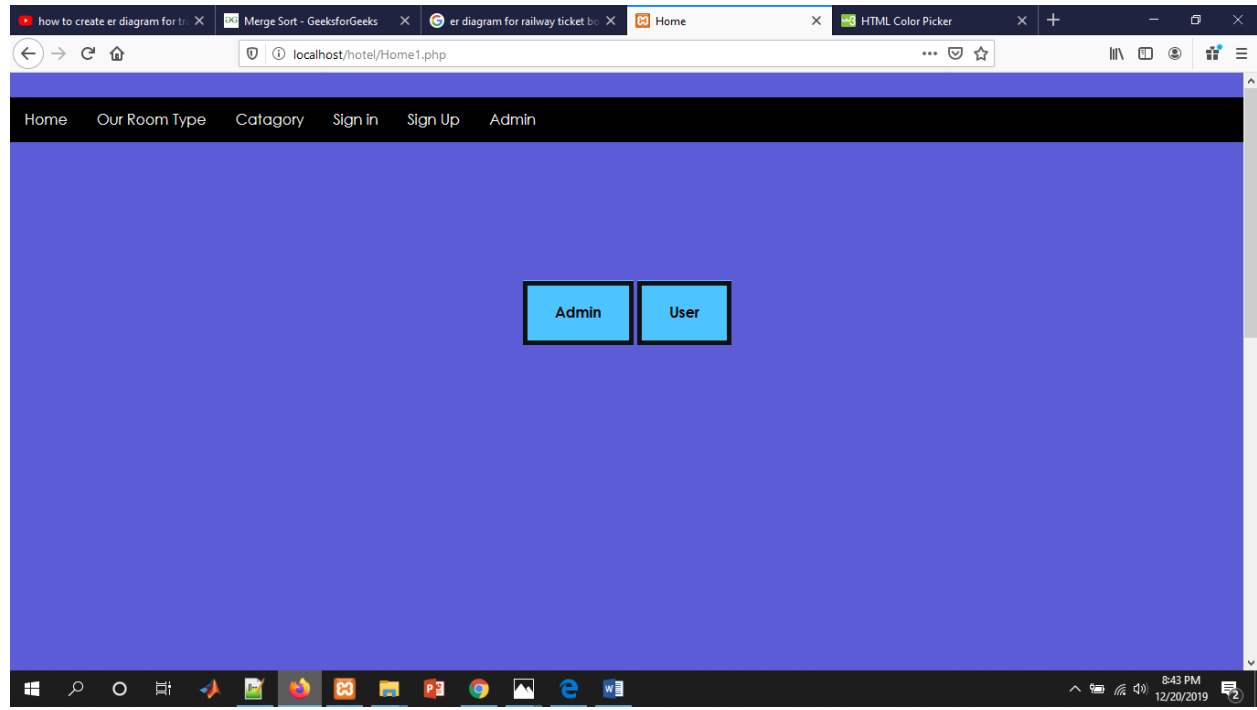 how to create er diagram for tr
Merge Sort - GeeksforGeeks
er diagram for railway ticket bo
Home
HTML Color Picker
localhost/hotel/Home1.php
Home Our Room Type Catagory Sign in Sign Up Admin
Admin User
8:43 PM
12/20/2019
2